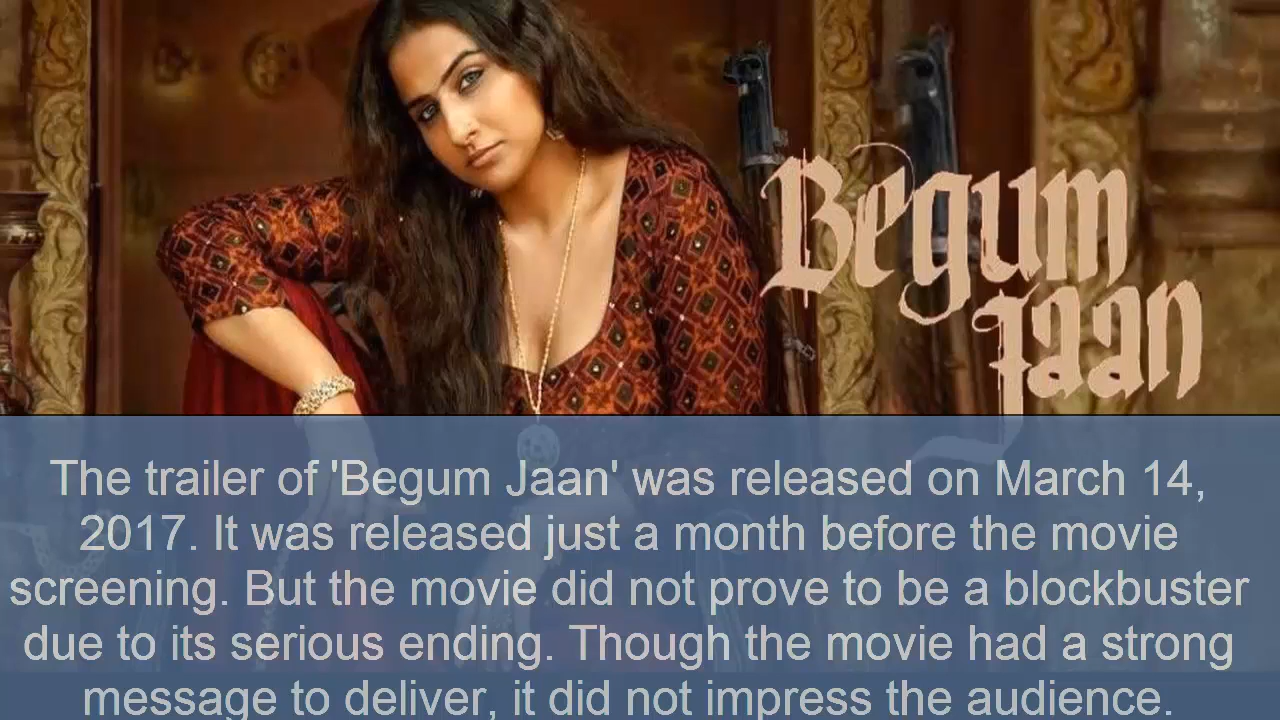 Begum
Jaan
The trailer of 'Begum Jaan' was released on March 14,
2017. It was released just a month before the movie
screening. But the movie did not prove to be a blockbuster
due to its serious ending. Though the movie had a strong
message to deliver, it did not impress the audience.